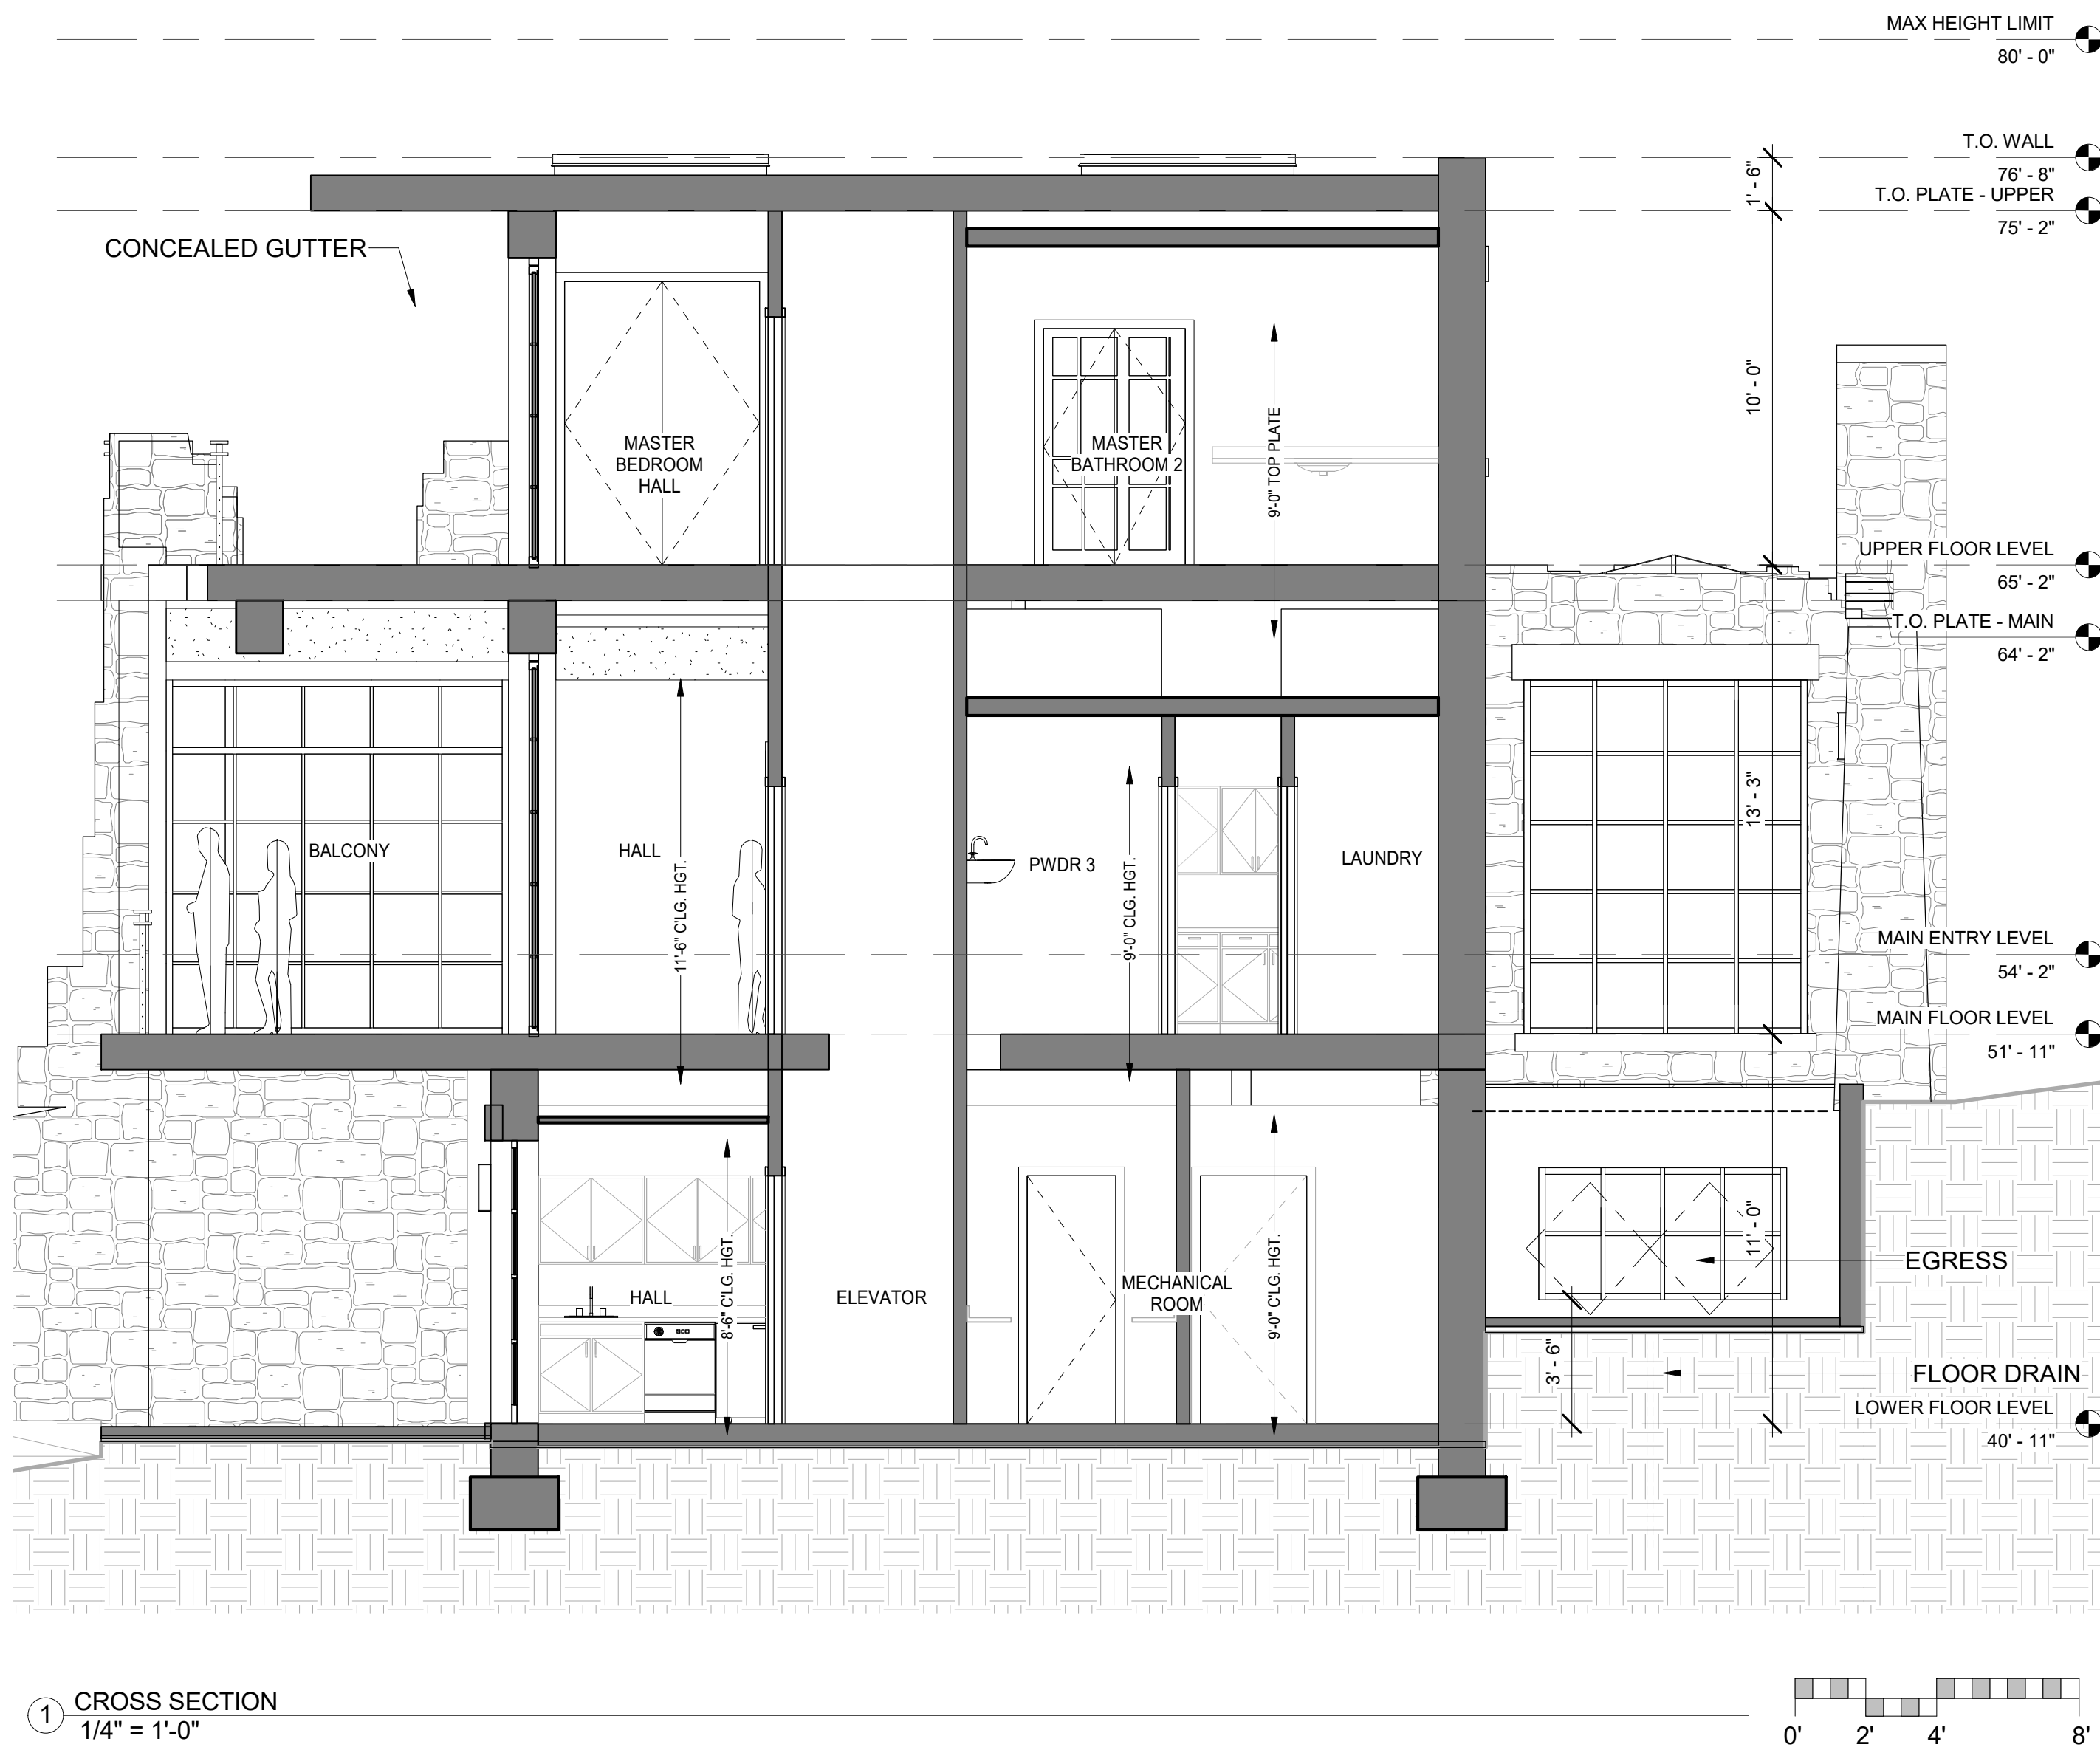 MAX HEIGHT LIMIT
80' - 0"
T.O. WALL
76' - 8"
1' - 6"
T.O. PLATE - UPPER
75' - 2"
CONCEALED GUTTER
10' - 0"
MASTER
BEDROOM
HALL
MASTER
BATHROOM 2
9'-0" TOP PLATE
UPPER FLOOR LEVEL
65' - 2"
T.O. PLATE - MAIN
64' - 2"
13' - 3"
BALCONY
HALL
11'-6" C'LG. HGT.
PWDR 3
9'-0" CLG. HGT.
LAUNDRY
MAIN ENTRY LEVEL
54' - 2"
MAIN FLOOR LEVEL
51' - 11"
11' - 0"
EGRESS
HALL
8'-6" C'LG. HGT.
ELEVATOR
MECHANICAL
ROOM
9'-0" C'LG. HGT.
3' - 6"
FLOOR DRAIN
LOWER FLOOR LEVEL
40' - 11"
1
CROSS SECTION
1/4" = 1'-0"
0' 2' 4' 8'